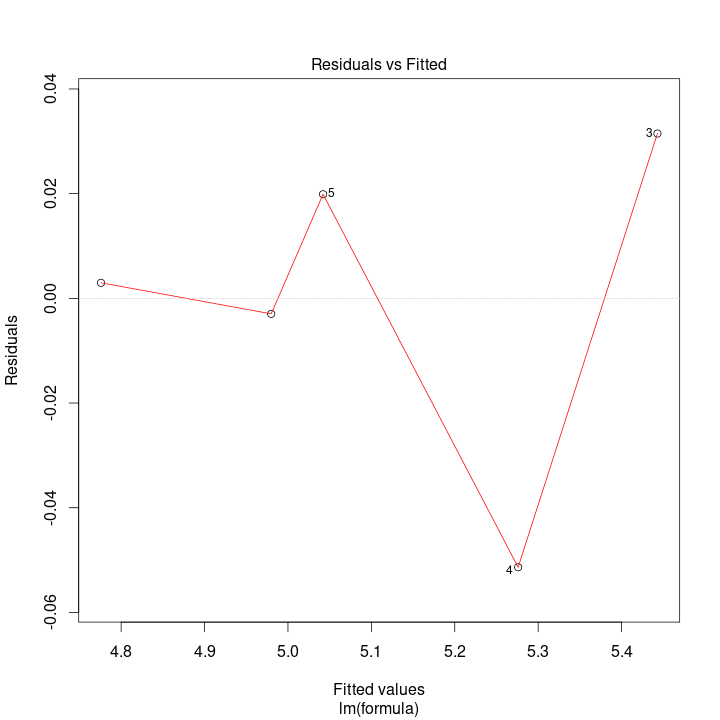 Residuals vs Fitted
0.04
0.02
0.00
-0.02
-0.04
-0.06
Residuals
3
5
4
4.8 4.9 5.0 5.1 5.2 5.3 5.4
Fitted values
lm(formula)